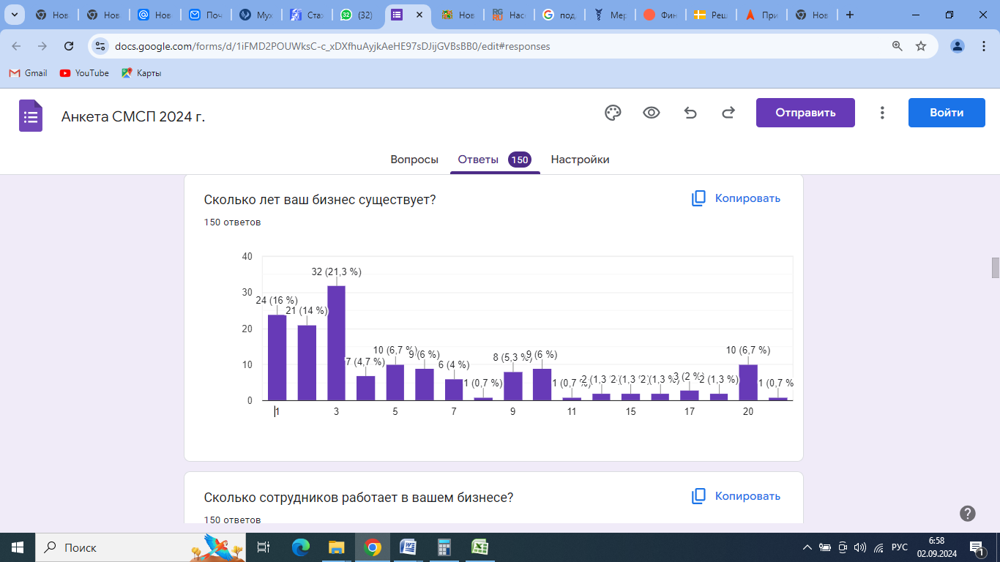 Нов
Нов
Нов
Поч
Мух
Ста
(32)
Нов
Нас
под
Мер
Фин
Реш
При
Нов
docs.google.com/forms/d/1iFMD2POUWksC-c_xDXfhuAyjkAeHE97sDJijGVBsBB0/edit#responses
Gmail
YouTube
Карты
Анкета СМСП 2024 г.
Отправить
Войти
Вопросы
Ответы 150
Настройки
Сколько лет ваш бизнес существует?
Копировать
150 ответов
40
30
20
10
0
24 (16 %)
21 (14 %)
32 (21,3 %)
7 (4,7 %)
10 (6,7 %)
9 (6 %)
6 (4 %)
1 (0,7 %)
8 (5,3 %)
9 (6 %)
1 (0,7 %)
2 (1,3
2 (1,3
2 (1,3 %)
3 (2 %)
2 (1,3 %)
10 (6,7 %)
1 (0,7 %
1 3 5 7 9 11 15 17 20
Сколько сотрудников работает в вашем бизнесе?
Копировать
150 ответов
Поиск
РУС
6:58
02.09.2024
1